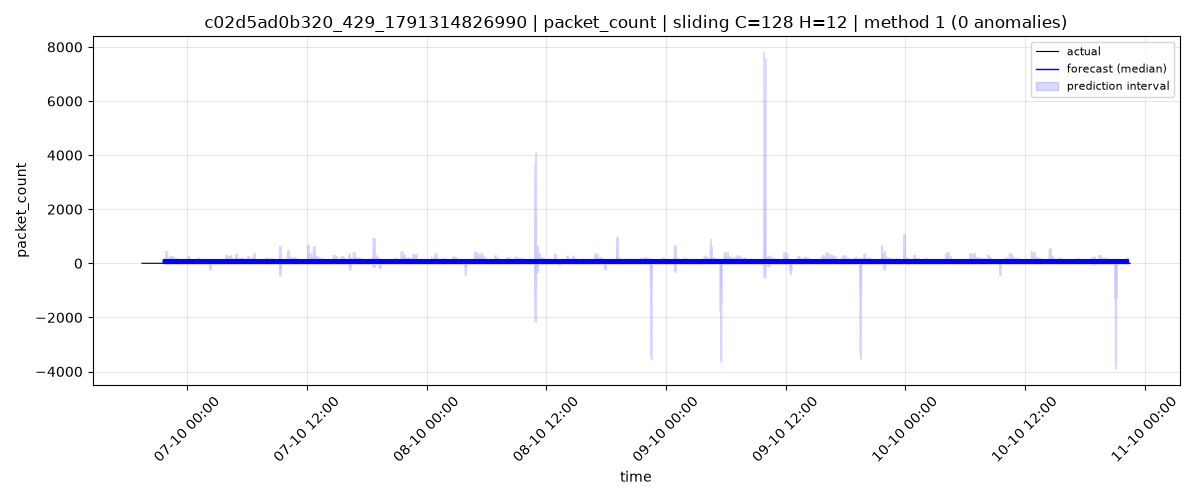 c02d5ad0b320_429_1791314826990 | packet_count | sliding C=128 H=12 | method 1 (0 anomalies)
actual
forecast (median)
prediction interval
8000
6000
4000
2000
0
−2000
−4000
packet_count
07-10 00:00
07-10 12:00
08-10 00:00
08-10 12:00
09-10 00:00
09-10 12:00
10-10 00:00
10-10 12:00
11-10 00:00
time